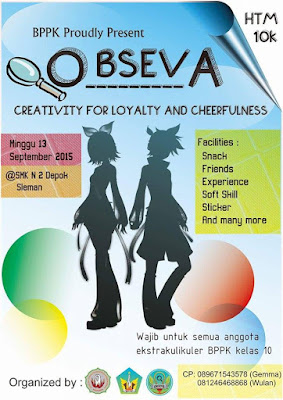 HTM
10k
BPPK Proudly Present
O_BSEVA
CREATIVITY FOR LOYALTY AND CHEERFULNESS
Minggu 13
September 2015
@SMK N 2 Depok
Sleman
Facilities :
Snack
Friends
Experience
Soft Skill
Sticker
And many more
Wajib untuk semua anggota
ekstrakulikuler BPPK kelas 10
Organized by :
CP: 089671543578 (Gemma)
081246468868 (Wulan)